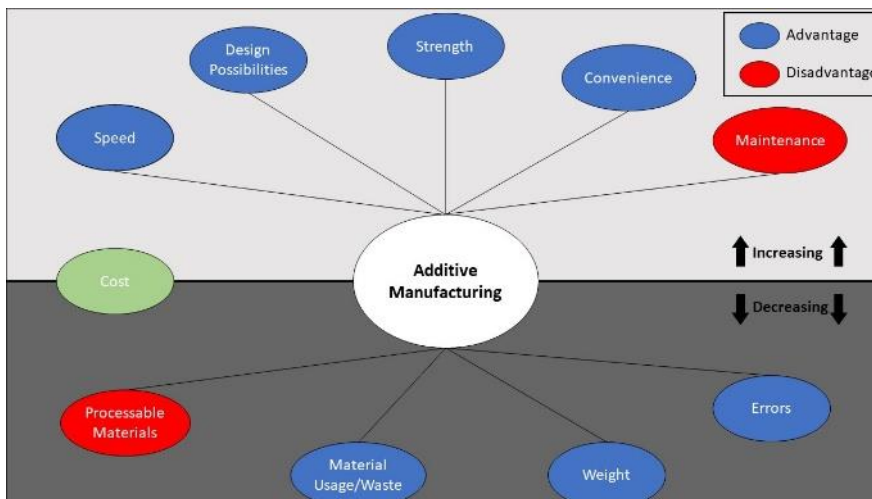 Advantage
Disadvantage
Design
Possibilities
Strength
Convenience
Speed
Maintenance
Cost
Additive
Manufacturing
Increasing
Decreasing
Processable
Materials
Material
Usage/Waste
Weight
Errors